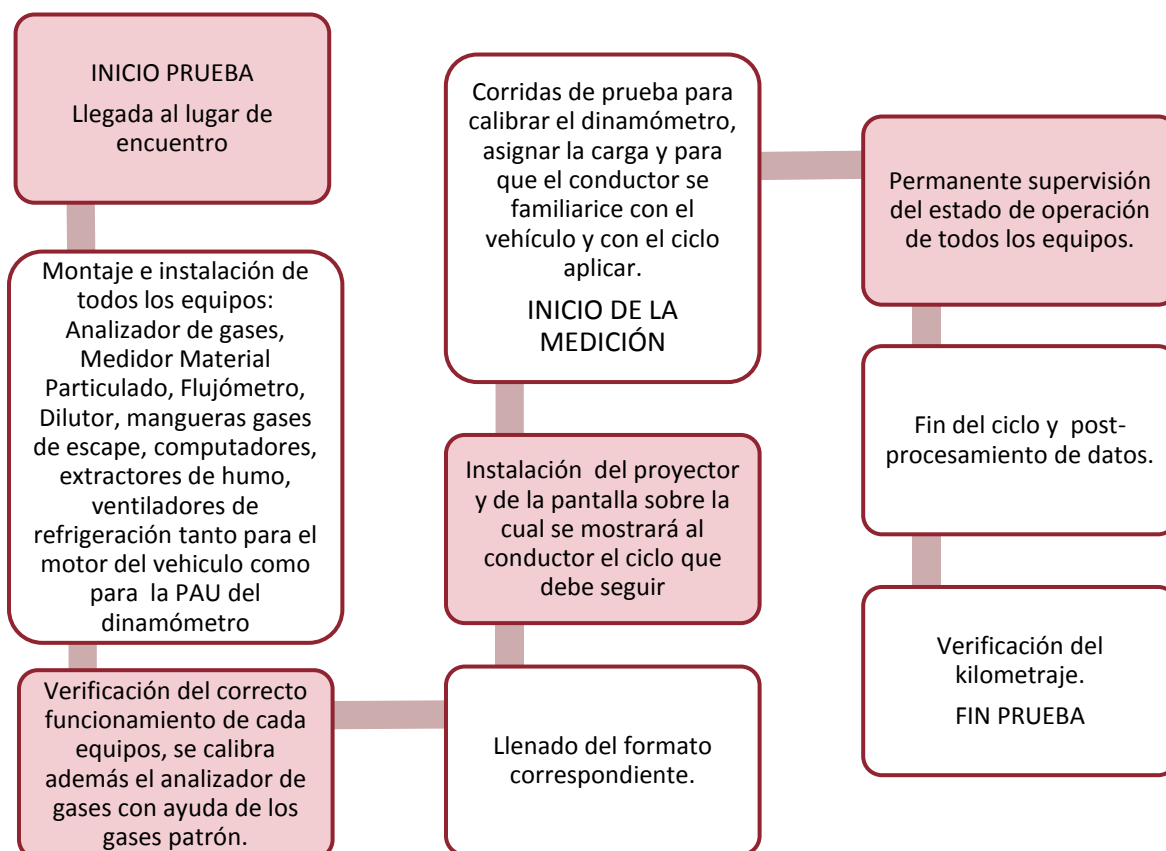 INICIO PRUEBA
Llegada al lugar de
encuentro
Montaje e instalación de
todos los equipos:
Analizador de gases,
Medidor Material
Particulado, Flujómetro,
Dilutor, mangueras gases
de escape, computadores,
extractores de humo,
ventiladores de
refrigeración tanto para el
motor del vehiculo como
para la PAU del
dinamómetro
Verificación del correcto
funcionamiento de cada
equipos, se calibra
además el analizador de
gases con ayuda de los
gases patrón.
Llenado del formato
correspondiente.
Instalación del proyector
y de la pantalla sobre la
cual se mostrará al
conductor el ciclo que
debe seguir
Corridas de prueba para
calibrar el dinamómetro,
asignar la carga y para
que el conductor se
familiarice con el
vehículo y con el ciclo
aplicar.
INICIO DE LA
MEDICIÓN
Permanente supervisión
del estado de operación
de todos los equipos.
Fin del ciclo y post-
procesamiento de datos.
Verificación del
kilometraje.
FIN PRUEBA